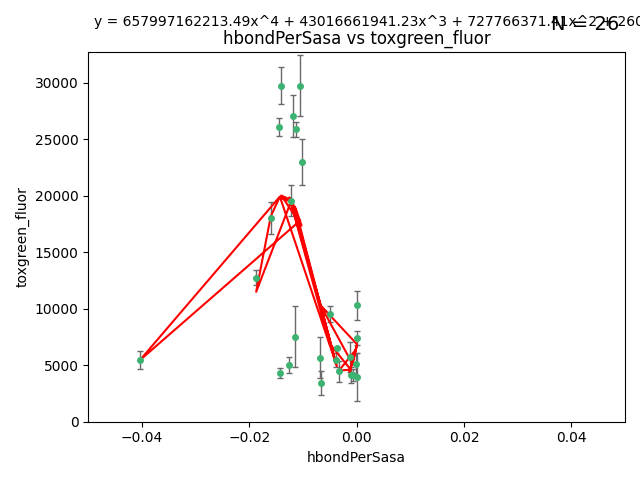 y = 657997162213.49x^4 + 43016661941.23x^3 + 727766371.
N = 26
hbondPerSasa vs toxgreen_fluor
toxgreen_fluor
30000
25000
20000
15000
10000
5000
0
−0.04
−0.02
0.00
0.02
0.04
hbondPerSasa